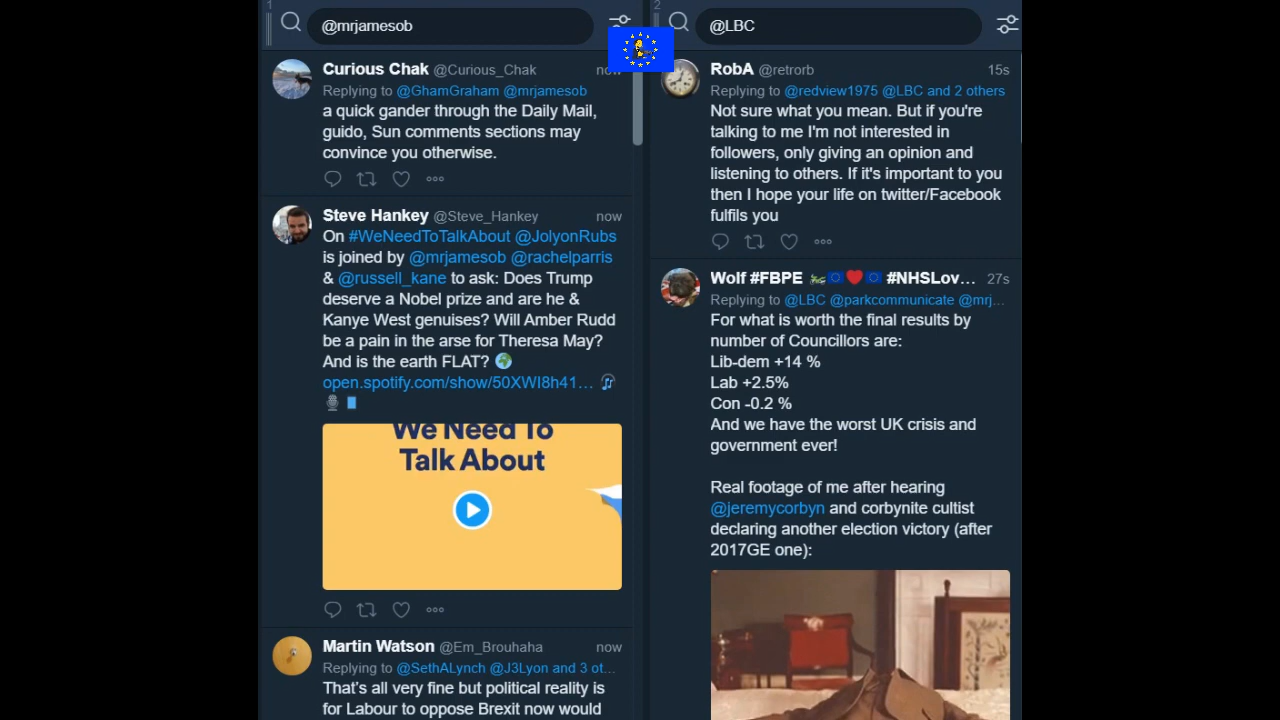 1
@mrjamesob
Curious Chak @Curious_Chak now
Replying to @GhamGraham @mrjamesob
a quick gander through the Daily Mail,
guido, Sun comments sections may
convince you otherwise.
Steve Hankey @Steve_Hankey now
On #WeNeedToTalkAbout @JolyonRubs
is joined by @mrjamesob @rachelparris
& @russell_kane to ask: Does Trump
deserve a Nobel prize and are he &
Kanye West genuises? Will Amber Rudd
be a pain in the arse for Theresa May?
And is the earth FLAT?
open.spotify.com/show/50XWI8h41…
We Need To
Talk About
Martin Watson @Em_Brouhaha now
Replying to @SethALynch @J3Lyon and 3 ot…
That's all very fine but political reality is
for Labour to oppose Brexit now would
2
@LBC
RobA @retrorb 15s
Replying to @redview1975 @LBC and 2 others
Not sure what you mean. But if you're
talking to me I'm not interested in
followers, only giving an opinion and
listening to others. If it's important to you
then I hope your life on twitter/Facebook
fulfils you
Wolf #FBPE #NHSLov… 27s
Replying to @LBC @parkcommunicate @mrj…
For what is worth the final results by
number of Councillors are:
Lib-dem +14 %
Lab +2.5%
Con -0.2 %
And we have the worst UK crisis and
government ever!
Real footage of me after hearing
@jeremycorbyn and corbynite cultist
declaring another election victory (after
2017GE one):